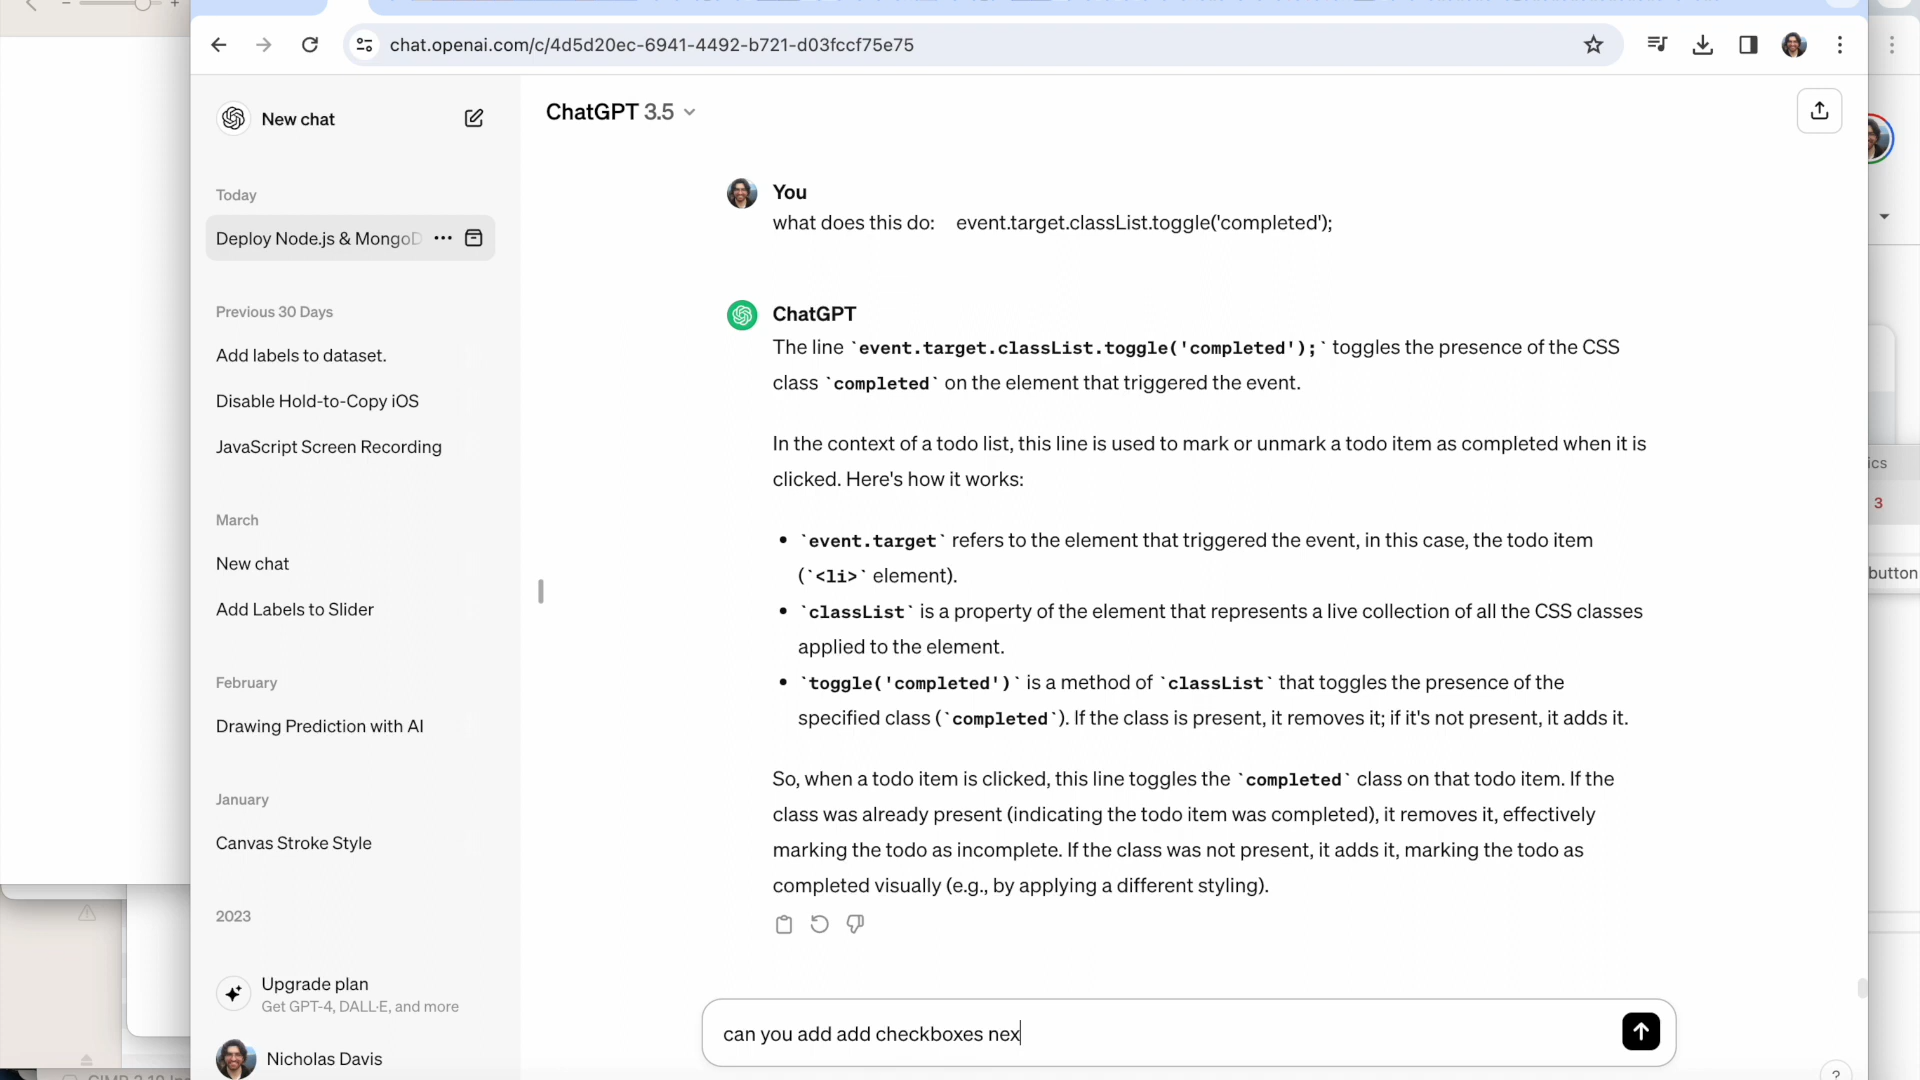 chat.openai.com/c/4d5d20ec-6941-4492-b721-d03fccf75e75
New chat
Today
Deploy Node.js & MongoD
Previous 30 Days
Add labels to dataset.
Disable Hold-to-Copy iOS
JavaScript Screen Recording
March
New chat
Add Labels to Slider
February
Drawing Prediction with AI
January
Canvas Stroke Style
2023
Upgrade plan
Get GPT-4, DALL·E, and more
Nicholas Davis
ChatGPT 3.5
You
what does this do: event.target.classList.toggle('completed');
ChatGPT
The line `event.target.classList.toggle('completed');` toggles the presence of the CSS
class `completed` on the element that triggered the event.
In the context of a todo list, this line is used to mark or unmark a todo item as completed when it is
clicked. Here's how it works:
• `event.target` refers to the element that triggered the event, in this case, the todo item
(`<li>` element).
• `classList` is a property of the element that represents a live collection of all the CSS classes
applied to the element.
• `toggle('completed')` is a method of `classList` that toggles the presence of the
specified class (`completed`). If the class is present, it removes it; if it's not present, it adds it.
So, when a todo item is clicked, this line toggles the `completed` class on that todo item. If the
class was already present (indicating the todo item was completed), it removes it, effectively
marking the todo as incomplete. If the class was not present, it adds it, marking the todo as
completed visually (e.g., by applying a different styling).
can you add add checkboxes nex
?
ics
3
button